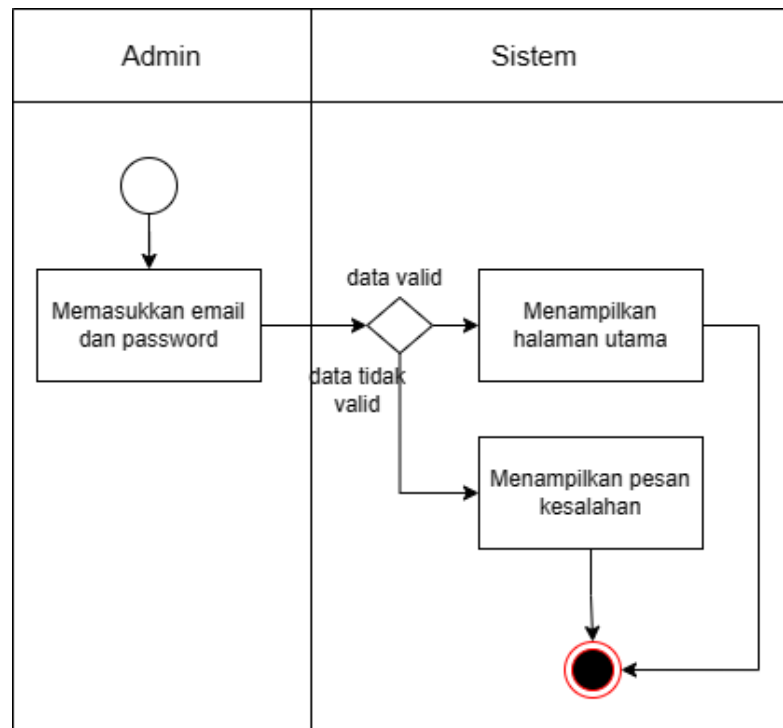 Admin
Sistem
data valid
Memasukkan email
dan password
Menampilkan
halaman utama
data tidak
valid
Menampilkan pesan
kesalahan